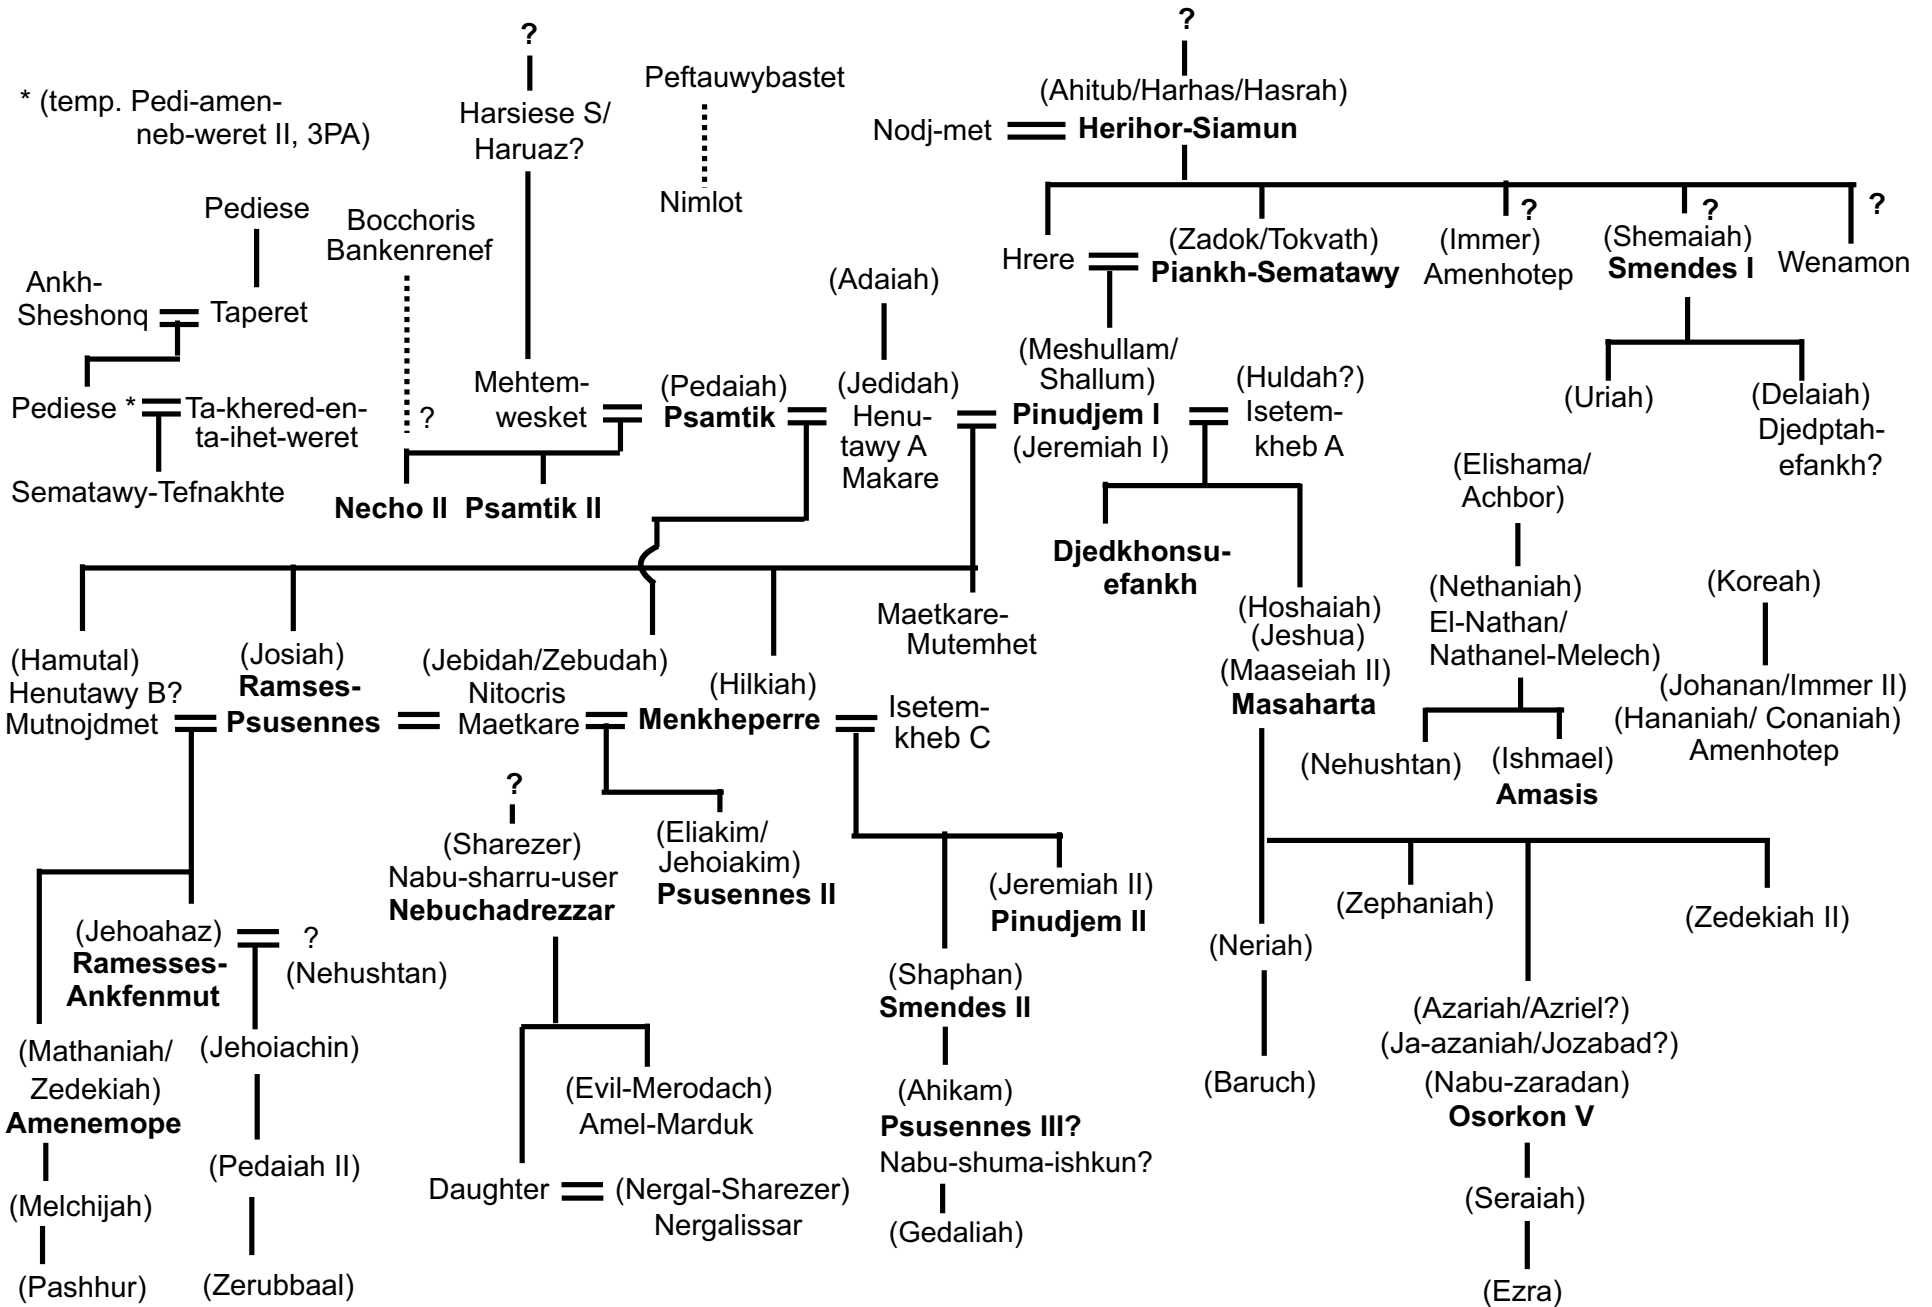 ?
?
* (temp. Pedi-amen-
neb-weret II, 3PA)
Harsiese S/
Haruaz?
Peftauwybastet
Nimlot
(Ahitub/Harhas/Hasrah)
Nodj-met
Herihor-Siamun
Pediese
Bocchoris
Bankenrenef
Ankh-
Sheshonq
Taperet
(Adaiah)
Hrere
(Zadok/Tokvath)
Piankh-Sematawy
?
(Immer)
Amenhotep
?
(Shemaiah)
Smendes I
?
Wenamon
Pediese *
Ta-khered-en-
ta-ihet-weret
Sematawy-Tefnakhte
?
Mehtem-
wesket
(Pedaiah)
Psamtik
(Jedidah)
Henu-
tawy A
Makare
(Meshullam/
Shallum)
Pinudjem I
(Jeremiah I)
(Huldah?)
Isetem-
kheb A
(Uriah)
(Delaiah)
Djedptah-
efankh?
Necho II
Psamtik II
(Elishama/
Achbor)
Djedkhonsu-
efankh
(Nethaniah)
El-Nathan/
Nathanel-Melech)
(Koreah)
Maetkare-
Mutemhet
(Hoshaiah)
(Jeshua)
(Maaseiah II)
Masaharta
(Hamutal)
Henutawy B?
Mutnojdmet
(Josiah)
Ramses-
Psusennes
(Jebidah/Zebudah)
Nitocris
Maetkare
(Hilkiah)
Menkheperre
Isetem-
kheb C
(Johanan/Immer II)
(Hananiah/ Conaniah)
Amenhotep
(Nehushtan)
(Ishmael)
Amasis
?
(Sharezer)
Nabu-sharru-user
Nebuchadrezzar
(Eliakim/
Jehoiakim)
Psusennes II
(Jeremiah II)
Pinudjem II
(Zephaniah)
(Zedekiah II)
(Jehoahaz)
Ramesses-
Ankfenmut
?
(Nehushtan)
(Neriah)
(Shaphan)
Smendes II
(Azariah/Azriel?)
(Ja-azaniah/Jozabad?)
(Nabu-zaradan)
Osorkon V
(Mathaniah/
Zedekiah)
Amenemope
(Jehoiachin)
(Evil-Merodach)
Amel-Marduk
(Ahikam)
Psusennes III?
Nabu-shuma-ishkun?
(Baruch)
(Pedaiah II)
(Melchijah)
Daughter
(Nergal-Sharezer)
Nergalissar
(Gedaliah)
(Seraiah)
(Pashhur)
(Zerubbaal)
(Ezra)